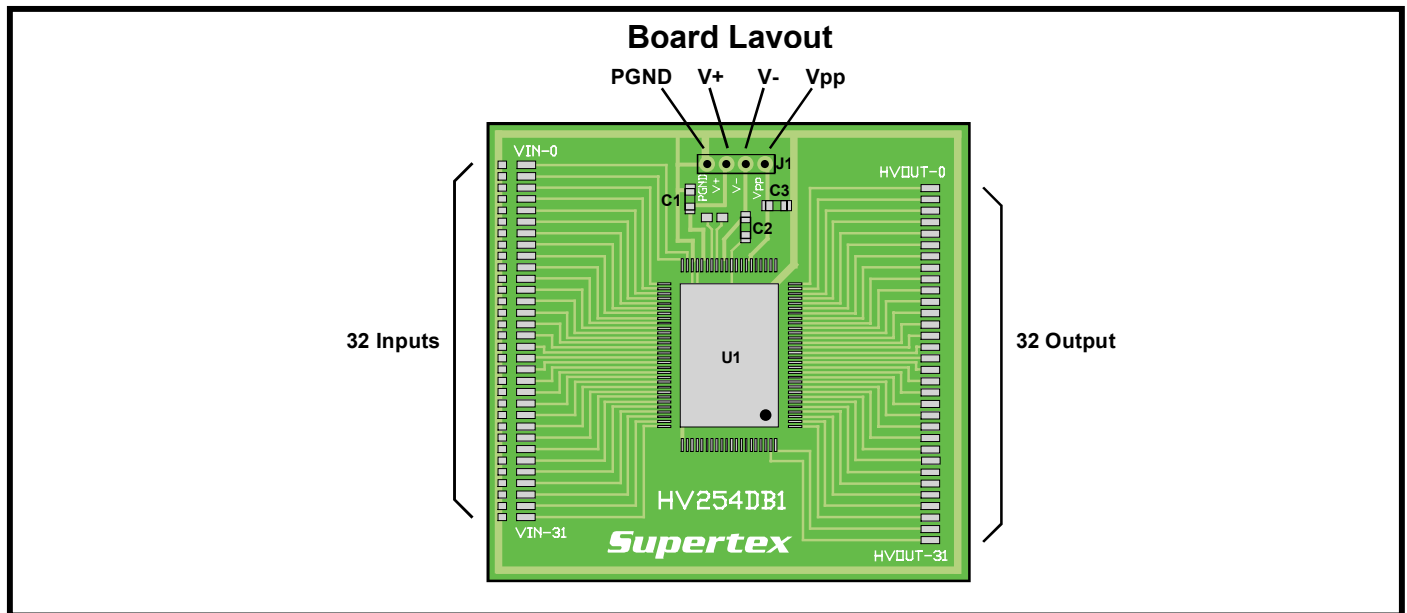 Board Lavout
PGND V+ V- Vpp
VIN-0
J1
PGND
V+
V-
Vpp
HVOUT-0
C1
C3
C2
32 Inputs
U1
32 Output
HV254DB1
VIN-31
Supertex
HVOUT-31